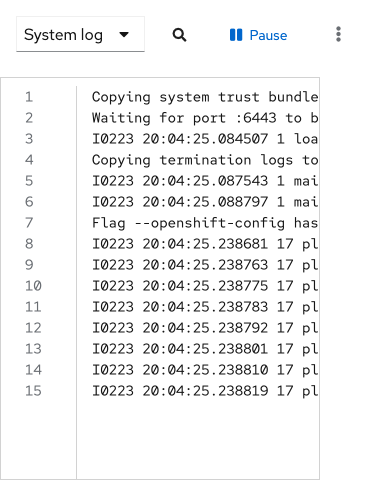 System log
Pause
1 Copying system trust bundle
2 Waiting for port :6443 to b
3 I0223 20:04:25.084507 1 loa
4 Copying termination logs to
5 I0223 20:04:25.087543 1 mai
6 I0223 20:04:25.088797 1 mai
7 Flag --openshift-config has
8 I0223 20:04:25.238681 17 pl
9 I0223 20:04:25.238763 17 pl
10 I0223 20:04:25.238775 17 pl
11 I0223 20:04:25.238783 17 pl
12 I0223 20:04:25.238792 17 pl
13 I0223 20:04:25.238801 17 pl
14 I0223 20:04:25.238810 17 pl
15 I0223 20:04:25.238819 17 pl